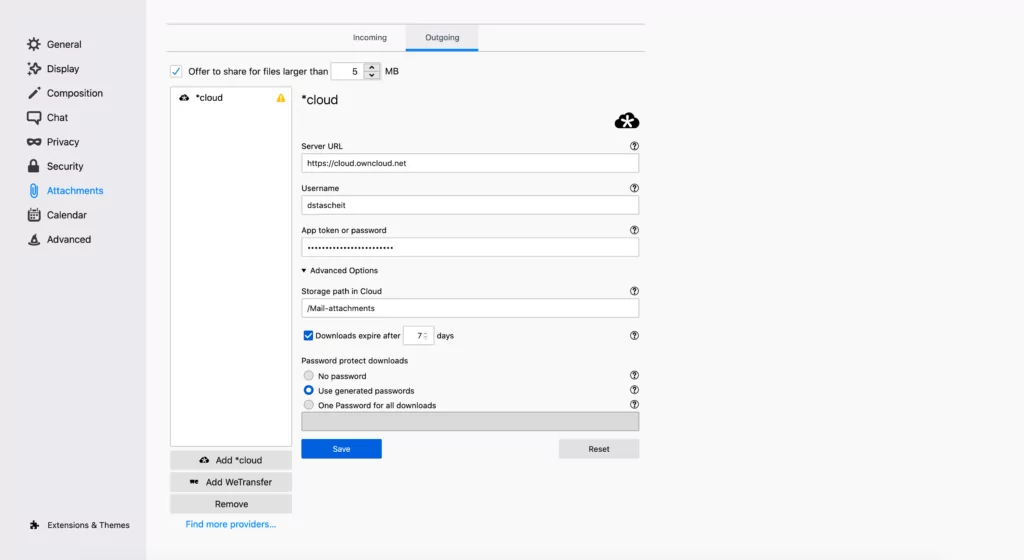 General
Display
Composition
Chat
Privacy
Security
Attachments
Calendar
Advanced
Extensions & Themes
Incoming
Outgoing
Offer to share for files larger than 5 MB
*cloud
Add *cloud
Add WeTransfer
Remove
Find more providers...
*cloud
Server URL
https://cloud.owncloud.net
Username
dstascheit
App token or password
••••••••••••••••••••••••
Advanced Options
Storage path in Cloud
/Mail-attachments
Downloads expire after 7 days
Password protect downloads
No password
Use generated passwords
One Password for all downloads
Save
Reset